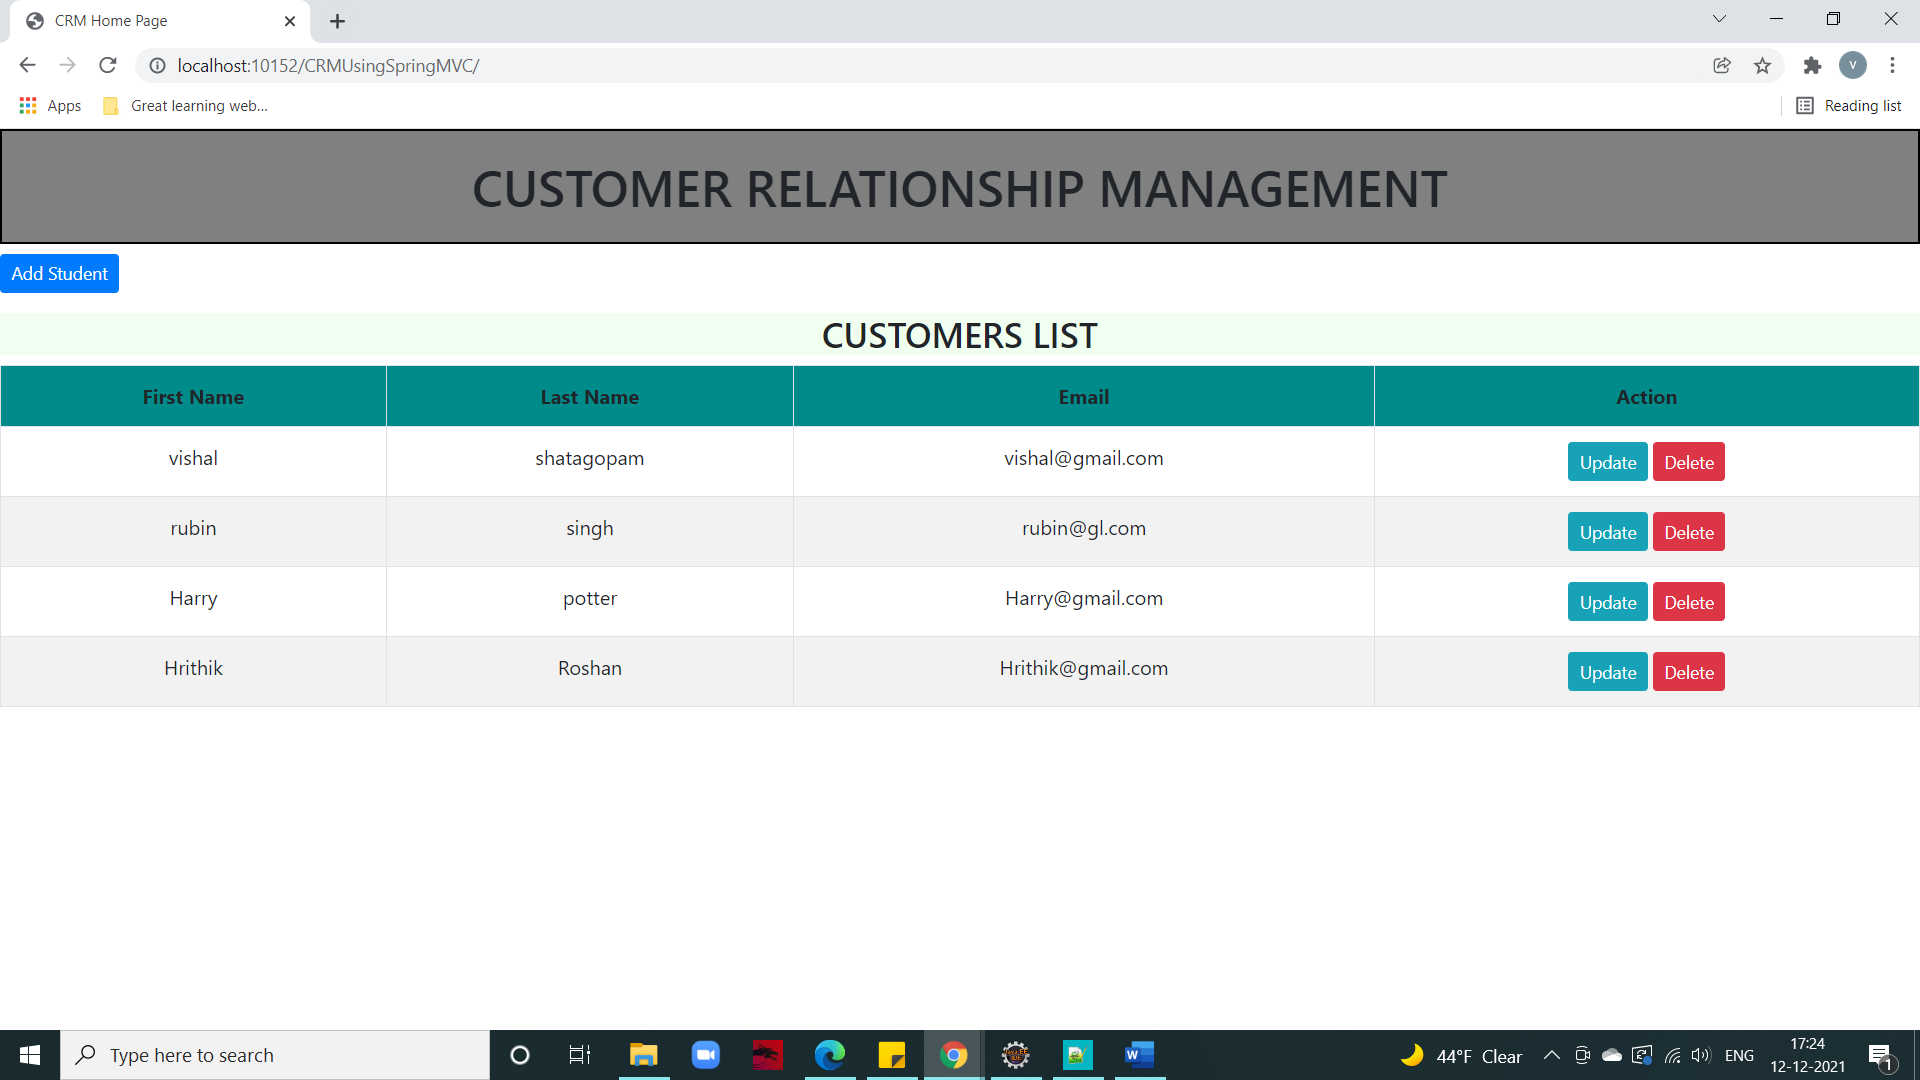 CRM Home Page
localhost:10152/CRMUsingSpringMVC/
V
Apps
Great learning web...
Reading list
CUSTOMER RELATIONSHIP MANAGEMENT
Add Student
CUSTOMERS LIST
First Name Last Name Email Action
vishal shatagopam vishal@gmail.com Update Delete
rubin singh rubin@gl.com Update Delete
Harry potter Harry@gmail.com Update Delete
Hrithik Roshan Hrithik@gmail.com Update Delete
Type here to search
W
44°F Clear
ENG
17:24
12-12-2021
1